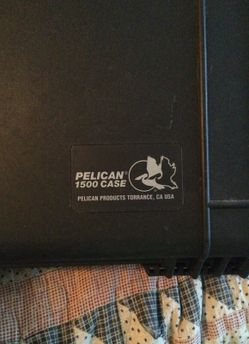 PELICAN®
1500 CASE
PELICAN PRODUCTS TORRANCE, CA USA